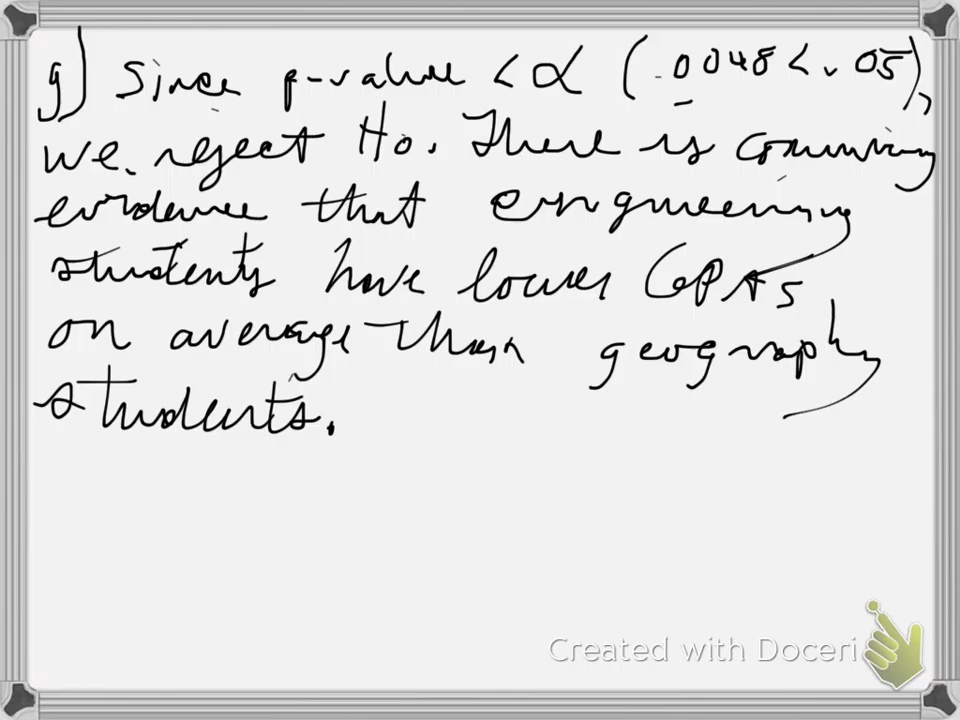 g) Since p-value < α (.0048 < .05),
we reject Ho. There is convincing
evidence that engineering
students have lower GPAs
on average than geography
students.
Created with Doceri